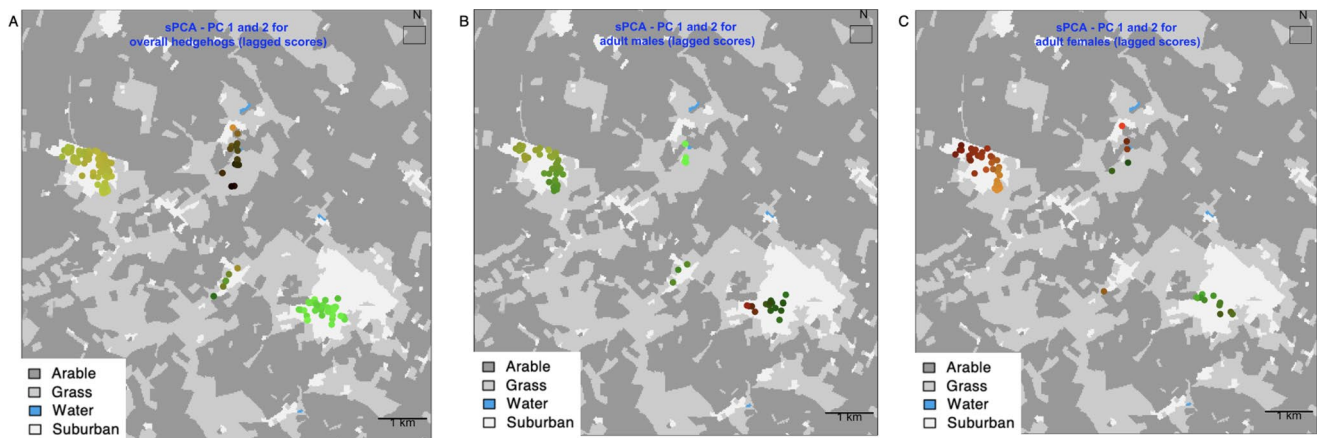 A
sPCA - PC 1 and 2 for
overall hedgehogs (lagged scores)
N
Arable
Grass
Water
Suburban
1 km
B
sPCA - PC 1 and 2 for
adult males (lagged scores)
N
Arable
Grass
Water
Suburban
1 km
C
sPCA - PC 1 and 2 for
adult females (lagged scores)
N
Arable
Grass
Water
Suburban
1 km